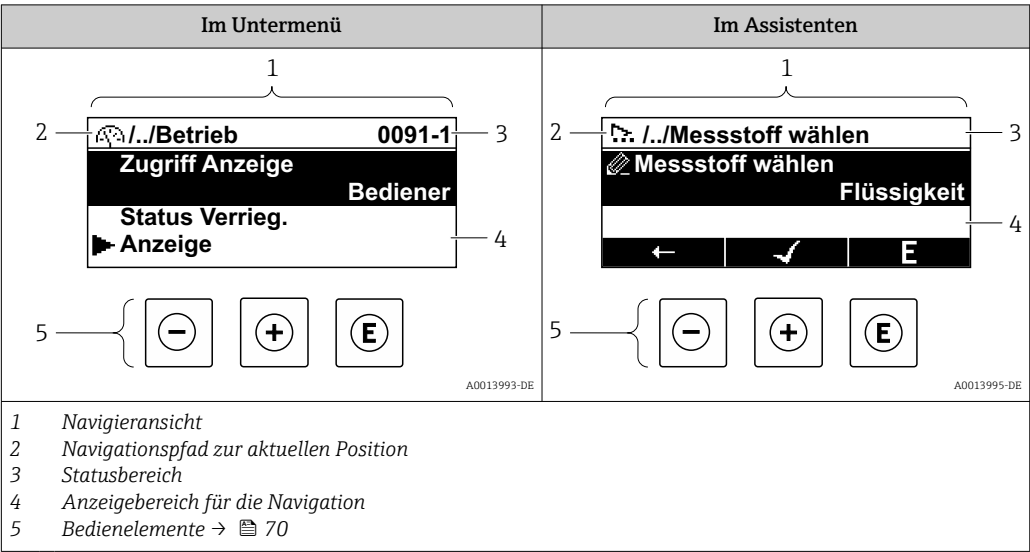 Im Untermenü
Im Assistenten
1
2
/../Betrieb 0091-1
3
Zugriff Anzeige
Bediener
Status Verrieg.
Anzeige
4
5
E
A0013993-DE
1
2
/../Messstoff wählen
3
Messstoff wählen
Flüssigkeit
4
E
5
E
A0013995-DE
1 Navigieransicht
2 Navigationspfad zur aktuellen Position
3 Statusbereich
4 Anzeigebereich für die Navigation
5 Bedienelemente → 70